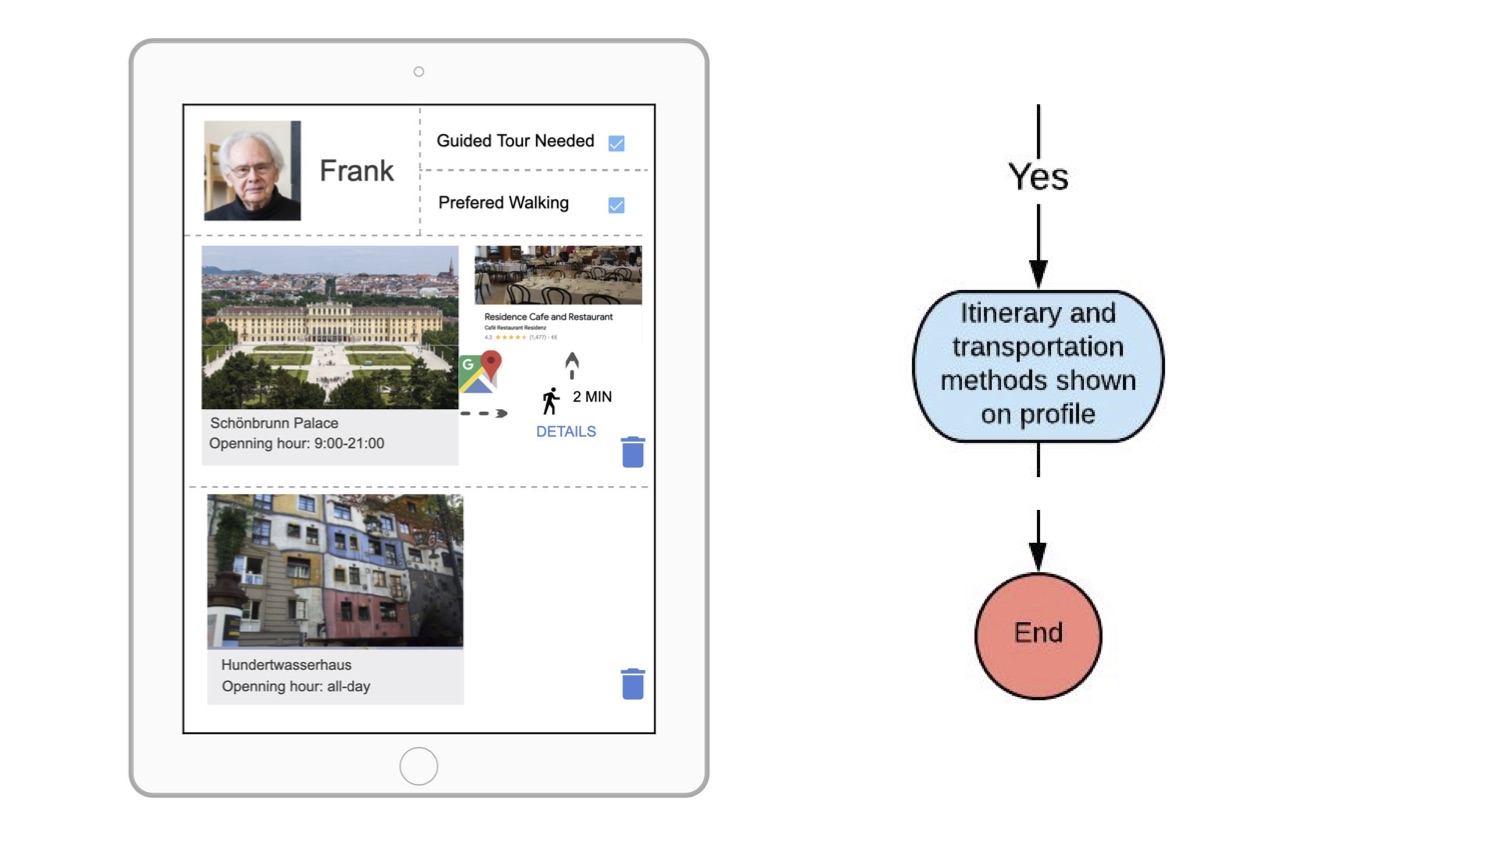 Frank
Guided Tour Needed
Prefered Walking
Residence Cafe and Restaurant
Café Restaurant Residenz
4.2 (1,477) · €€
G
2 MIN
DETAILS
Schönbrunn Palace
Openning hour: 9:00-21:00
Hundertwasserhaus
Openning hour: all-day
Yes
Itinerary and
transportation
methods shown
on profile
End